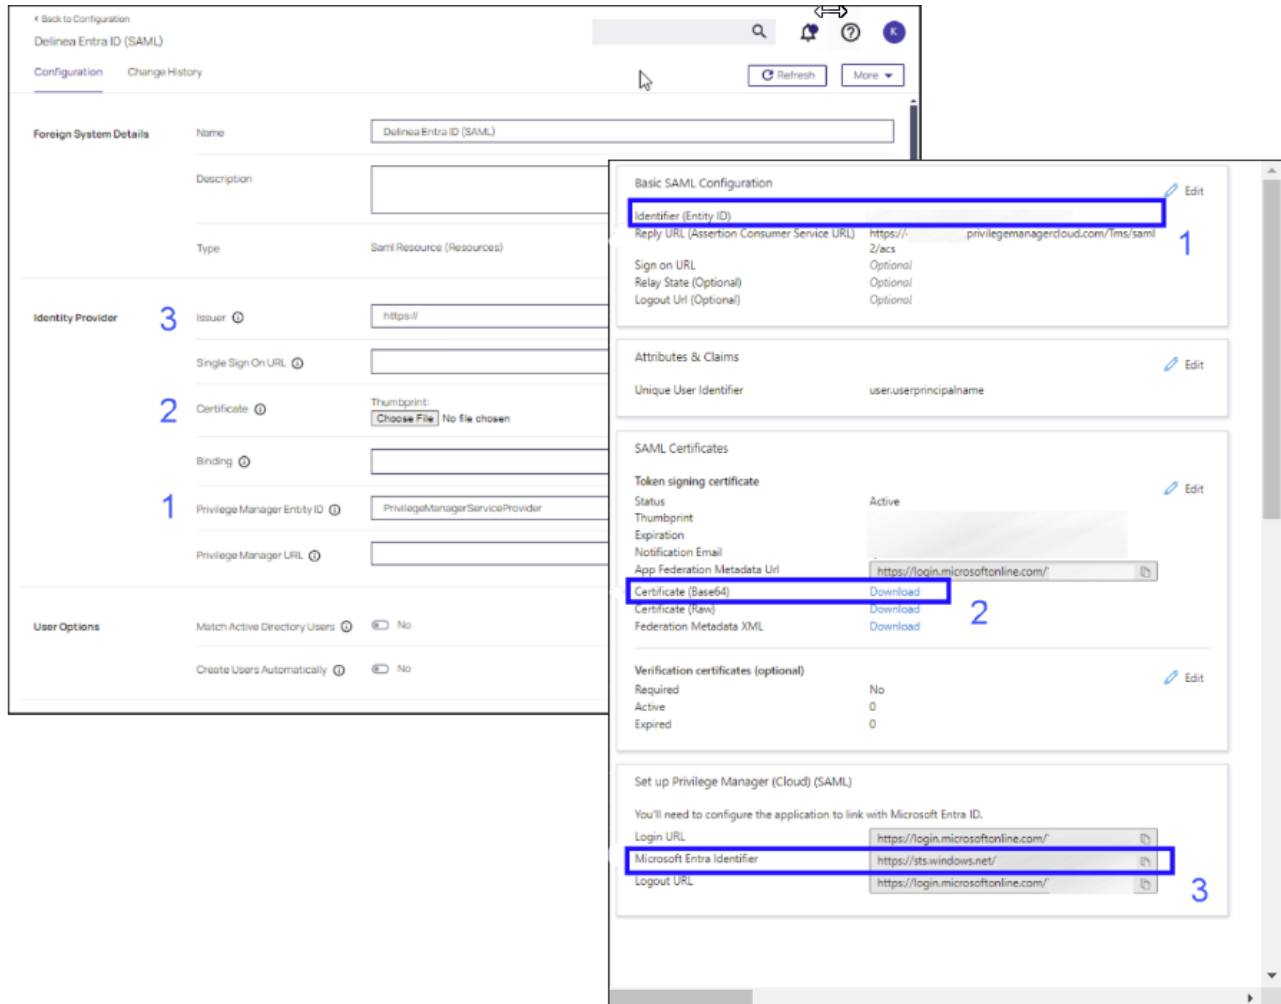 Back to Configuration
Delinea Entra ID (SAML)
K
Configuration Change History
Refresh More
Foreign System Details Name Delinea Entra ID (SAML)
Description
Type Saml Resource (Resources)
Identity Provider 3 Issuer https://
Single Sign On URL
2 Certificate Thumbprint:
Choose File No file chosen
Binding
1 Privilege Manager Entity ID PrivilegeManagerServiceProvider
Privilege Manager URL
User Options Match Active Directory Users No
Create Users Automatically No
Basic SAML Configuration
Edit
Identifier (Entity ID)
Reply URL (Assertion Consumer Service URL) https:// privilegemanagercloud.com/Tms/saml
2/acs
1
Sign on URL Optional
Relay State (Optional) Optional
Logout Url (Optional) Optional
Attributes & Claims
Edit
Unique User Identifier user.userprincipalname
SAML Certificates
Token signing certificate
Edit
Status Active
Thumbprint
Expiration
Notification Email
App Federation Metadata Url https://login.microsoftonline.com/
Certificate (Base64) Download
2
Certificate (Raw) Download
Federation Metadata XML Download
Verification certificates (optional)
Edit
Required No
Active 0
Expired 0
Set up Privilege Manager (Cloud) (SAML)
You'll need to configure the application to link with Microsoft Entra ID.
Login URL https://login.microsoftonline.com/
Microsoft Entra Identifier https://sts.windows.net/
Logout URL https://login.microsoftonline.com/
3